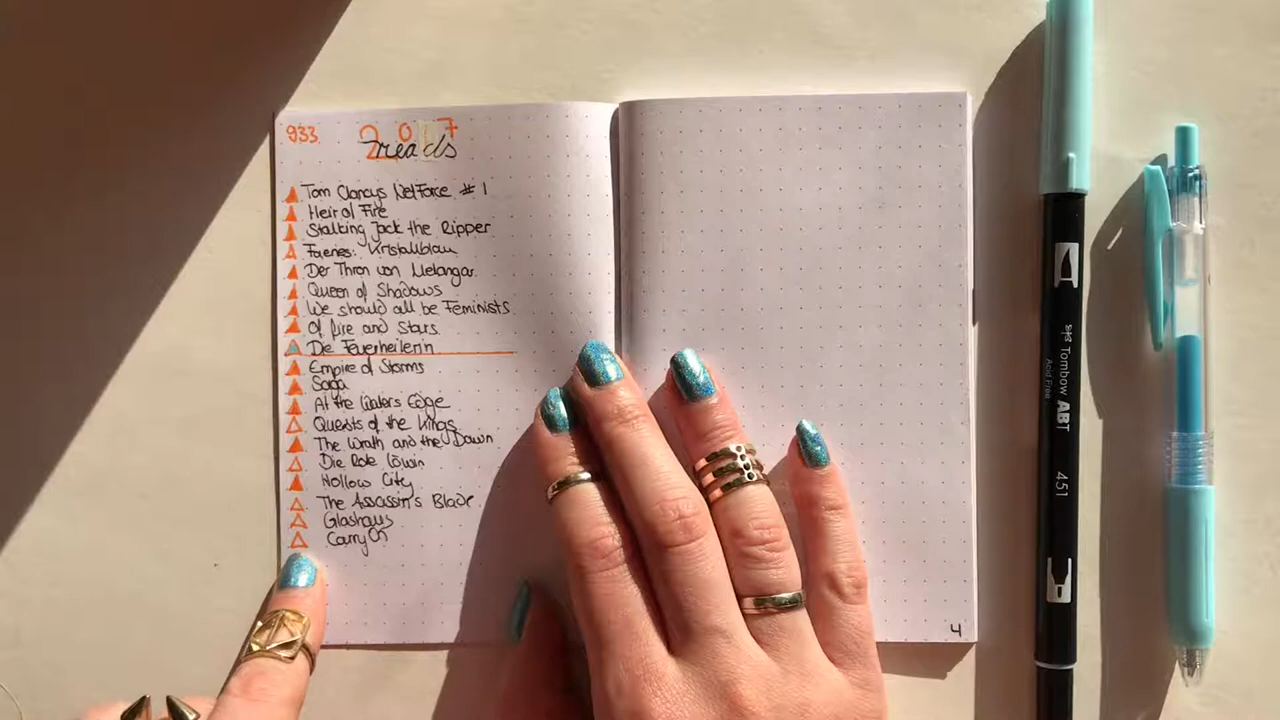 933.
2017
reads
Tom Clancys NetForce #1
Heir of Fire
Stalking Jack the Ripper
Faeries: Kristallblau
Der Thron von Melengar
Queen of Shadows
We should all be Feminists
Of fire and Stars
Die Feuerheilerin
Empire of Storms
Saga
At the Waters Edge
Quests of the Kings
The Wrath and the Dawn
Die Rote Löwin
Hollow City
The Assassin's Blade
Glashaus
Carry On
4
Tombow ABT
Acid Free
451